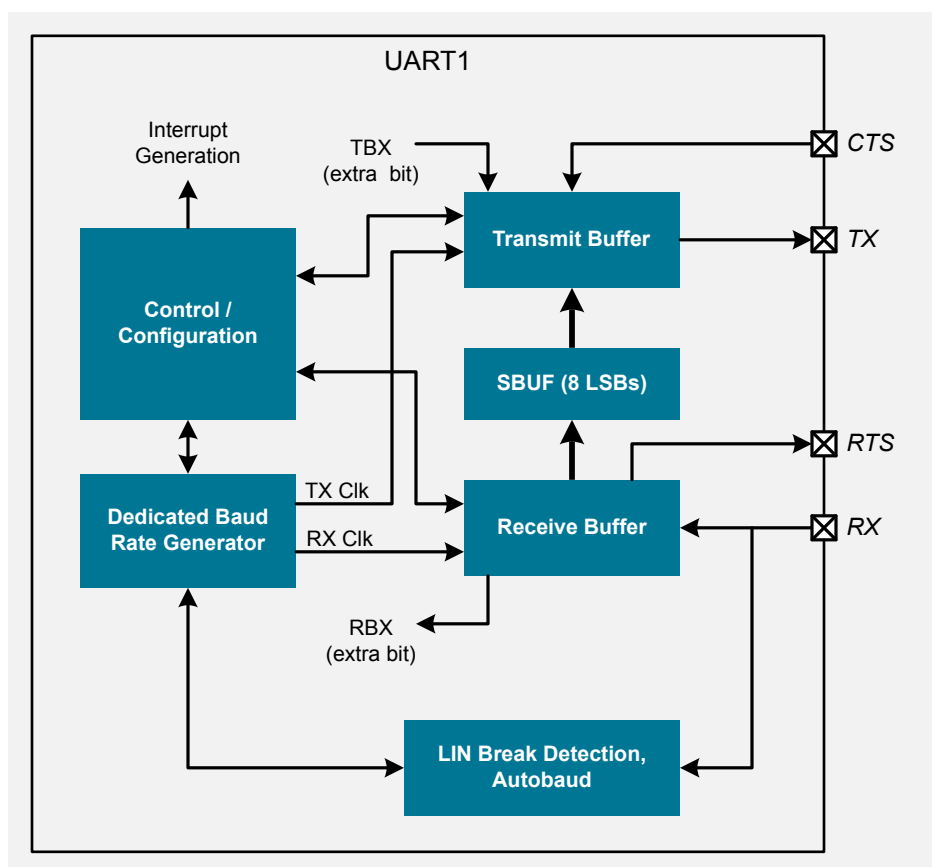 UART1
Interrupt
Generation
TBX
(extra bit)
CTS
Transmit Buffer
TX
Control /
Configuration
SBUF (8 LSBs)
RTS
TX Clk
Dedicated Baud
Rate Generator
RX Clk
Receive Buffer
RX
RBX
(extra bit)
LIN Break Detection,
Autobaud